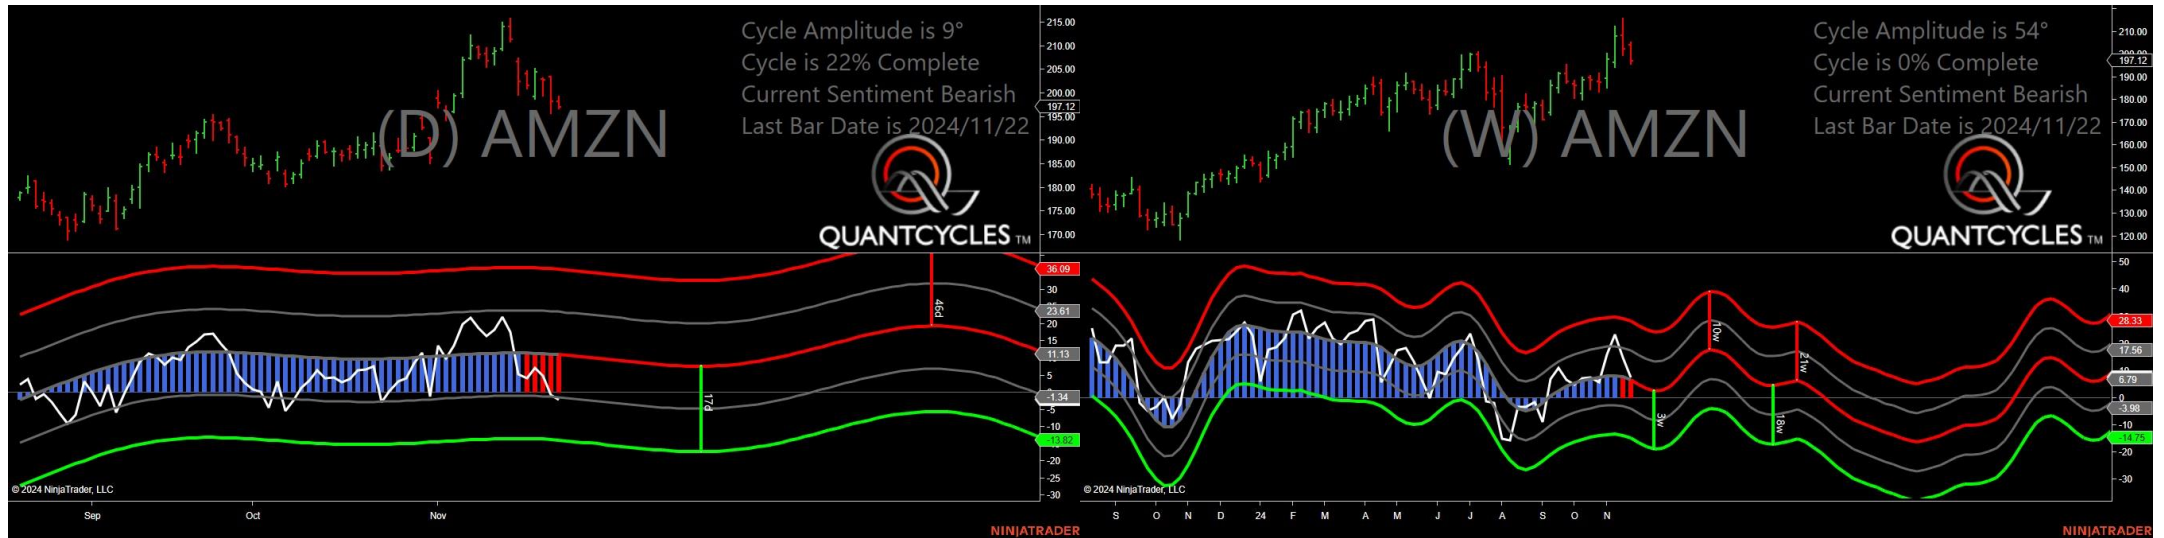 Cycle Amplitude is 9°
Cycle is 22% Complete
Current Sentiment Bearish
Last Bar Date is 2024/11/22
(D) AMZN
QUANTCYCLES TM
215.00
210.00
205.00
200.00
197.12
195.00
190.00
185.00
180.00
175.00
170.00
36.09
30
23.61
20
15
11.13
5
-1.34
-5
-10
-13.82
-20
-25
-30
46d
17d
© 2024 NinjaTrader, LLC
Sep Oct Nov
NINJATRADER
Cycle Amplitude is 54°
Cycle is 0% Complete
Current Sentiment Bearish
Last Bar Date is 2024/11/22
(W) AMZN
QUANTCYCLES TM
210.00
197.12
190.00
180.00
170.00
160.00
150.00
140.00
130.00
120.00
50
40
28.33
17.56
6.79
0
-3.98
-14.75
-20
-30
10w
21w
3w
18w
© 2024 NinjaTrader, LLC
S O N D 24 F M A M J J A S O N
NINJATRADER